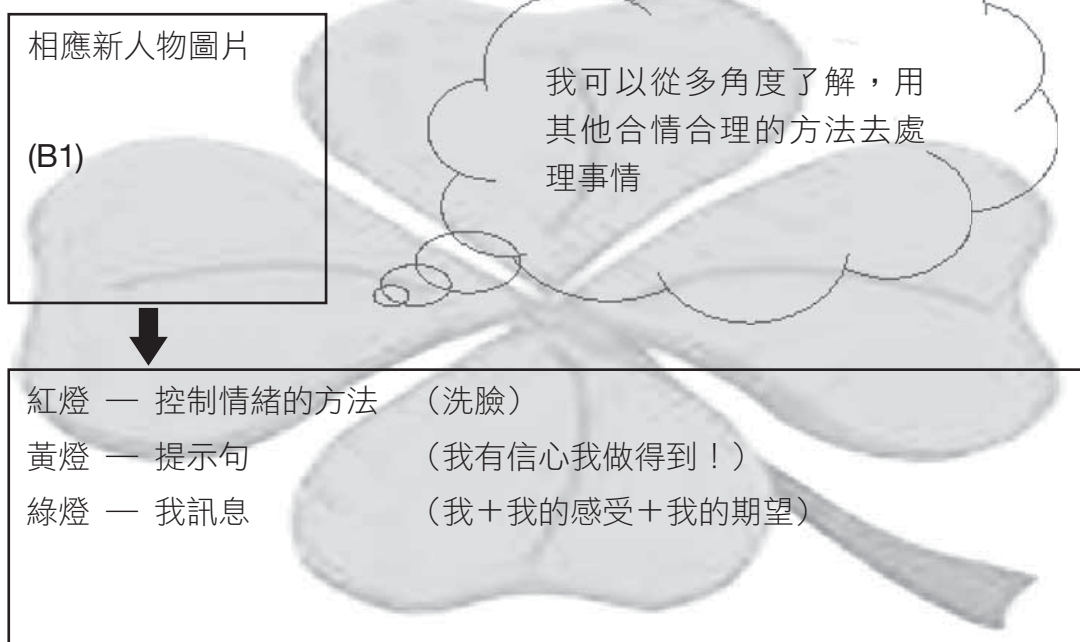 相應新人物圖片
(B1)
我可以從多角度了解，用
其他合情合理的方法去處
理事情
紅燈 — 控制情緒的方法 （洗臉）
黃燈 — 提示句 （我有信心我做得到！）
綠燈 — 我訊息 （我＋我的感受＋我的期望）